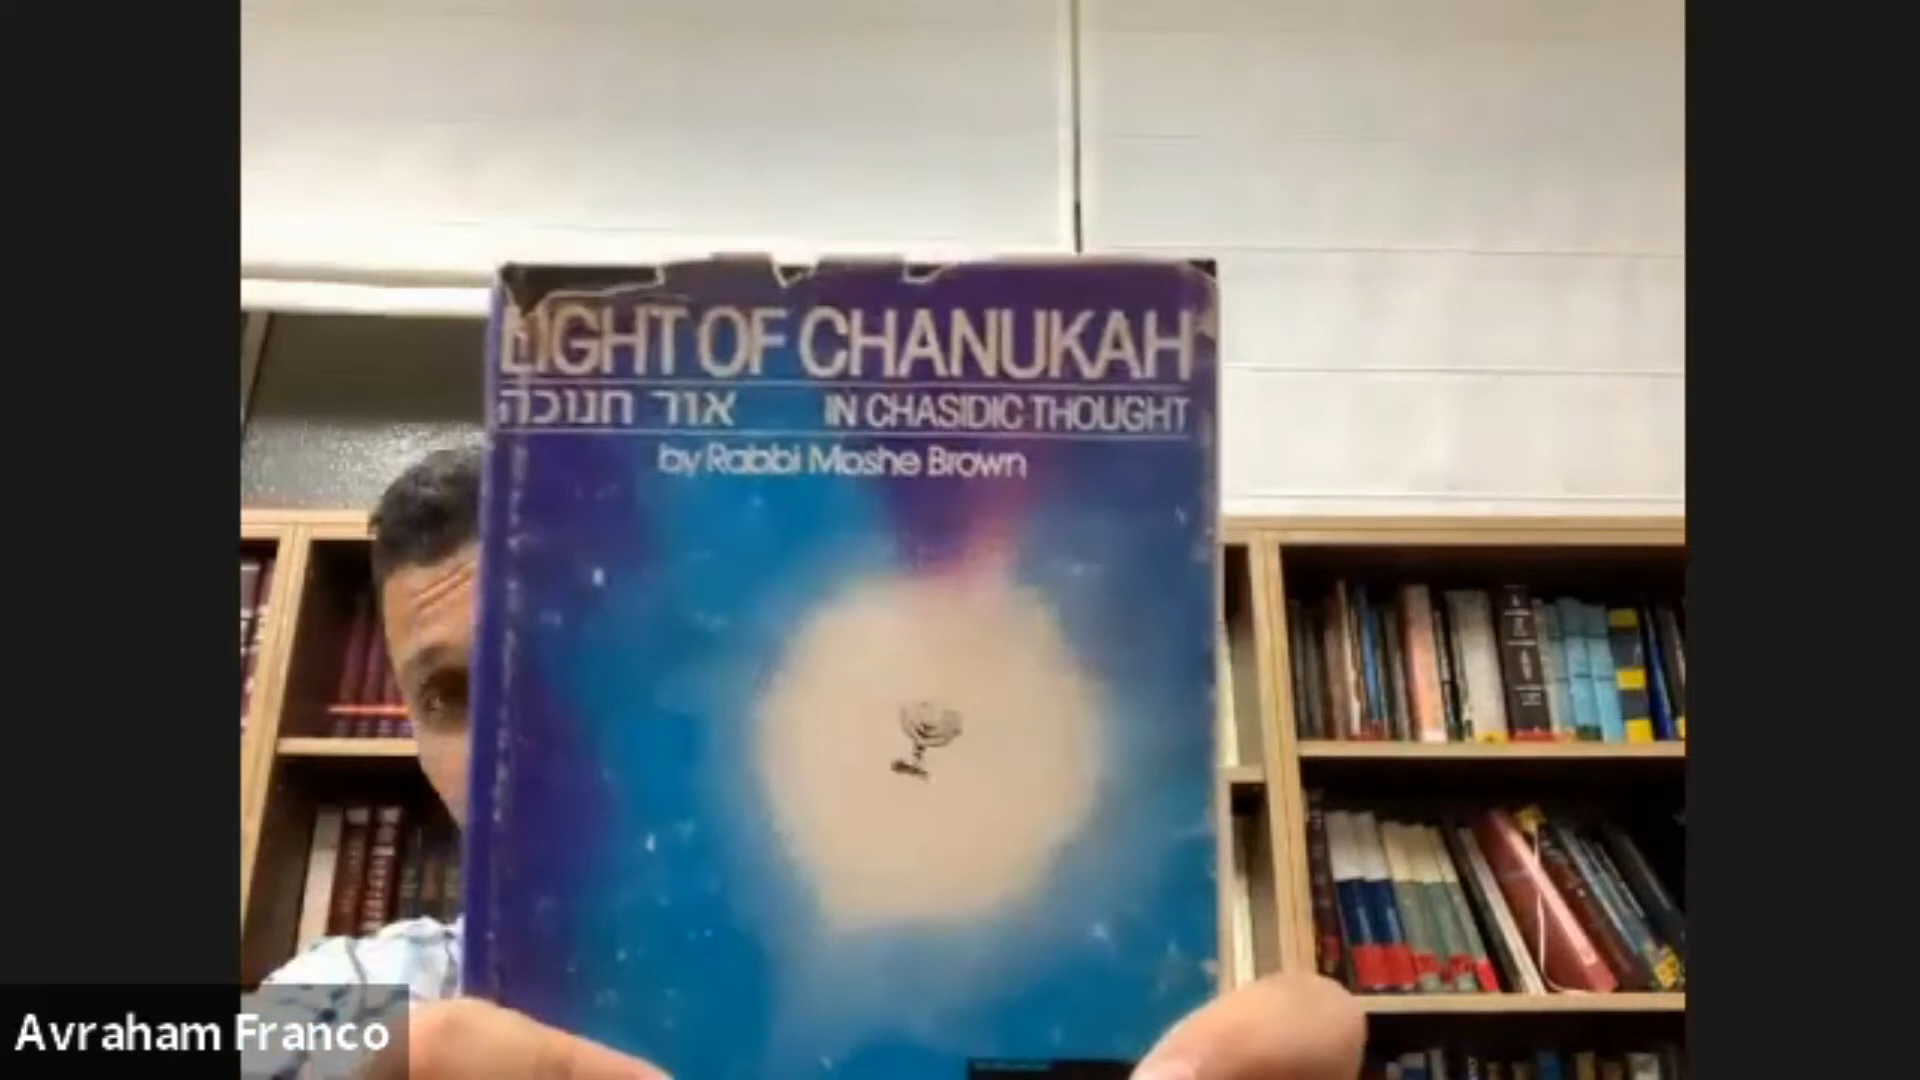 LIGHT OF CHANUKAH
אור חנוכה IN CHASIDIC THOUGHT
by Rabbi Moshe Brown
Avraham Franco